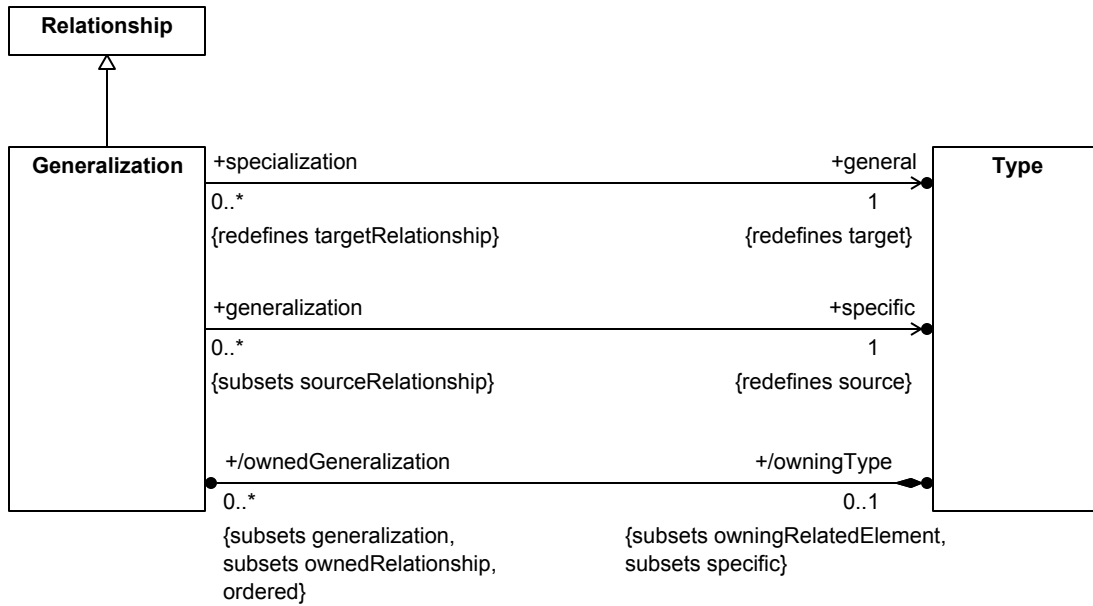 Relationship
Generalization
Type
+specialization
+general
0..*
1
{redefines targetRelationship}
{redefines target}
+generalization
+specific
0..*
1
{subsets sourceRelationship}
{redefines source}
+/ownedGeneralization
+/owningType
0..*
0..1
{subsets generalization,
subsets ownedRelationship,
ordered}
{subsets owningRelatedElement,
subsets specific}